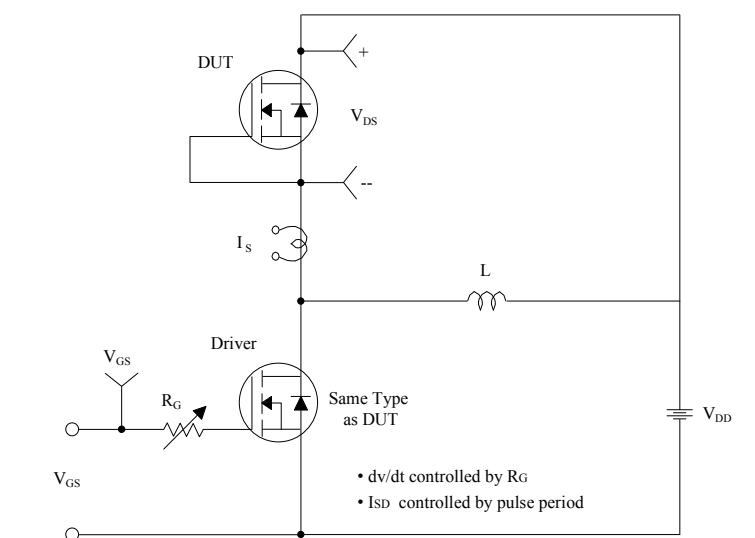 DUT
+
VDS
--
IS
L
Driver
VGS
RG
Same Type
as DUT
VDD
VGS
• dv/dt controlled by RG
• ISD controlled by pulse period